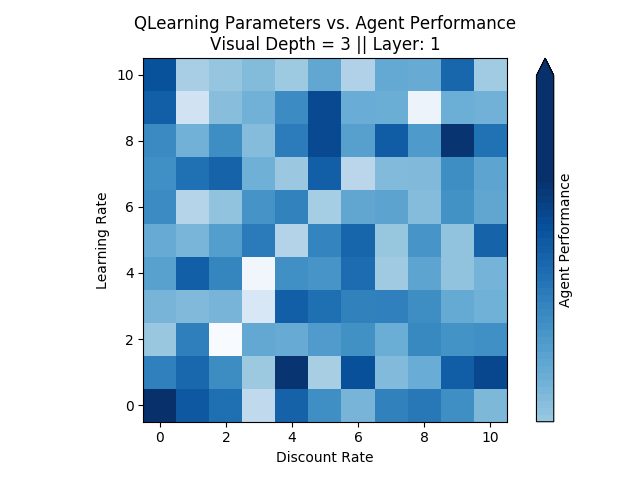 QLearning Parameters vs. Agent Performance
Visual Depth = 3 || Layer: 1
10
8
6
4
2
0
Learning Rate
0 2 4 6 8 10
Discount Rate
Agent Performance